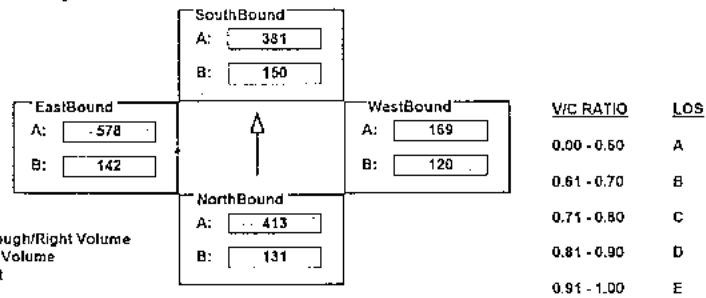 SouthBound
A: 381
B: 150
EastBound
A: 578
B: 142
WestBound
A: 169
B: 120
NorthBound
A: 413
B: 131
ough/Right Volume
Volume
t
V/C RATIO LOS
0.00 - 0.60 A
0.61 - 0.70 B
0.71 - 0.80 C
0.81 - 0.90 D
0.91 - 1.00 E